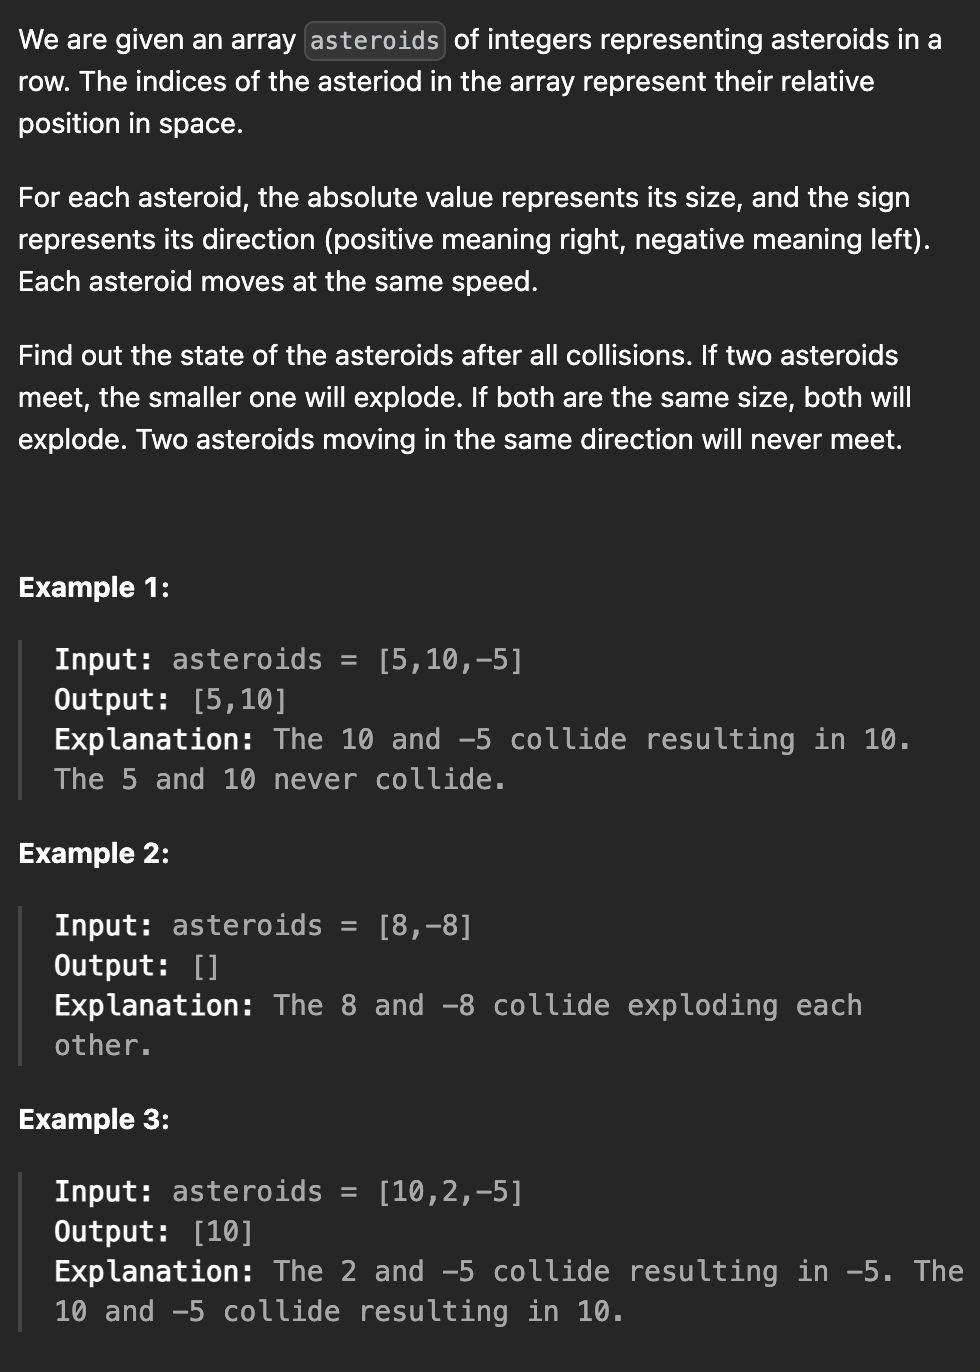 We are given an array asteroids of integers representing asteroids in a
row. The indices of the asteriod in the array represent their relative
position in space.
For each asteroid, the absolute value represents its size, and the sign
represents its direction (positive meaning right, negative meaning left).
Each asteroid moves at the same speed.
Find out the state of the asteroids after all collisions. If two asteroids
meet, the smaller one will explode. If both are the same size, both will
explode. Two asteroids moving in the same direction will never meet.
Example 1:
Input: asteroids = [5,10,-5]
Output: [5,10]
Explanation: The 10 and -5 collide resulting in 10.
The 5 and 10 never collide.
Example 2:
Input: asteroids = [8,-8]
Output: []
Explanation: The 8 and -8 collide exploding each
other.
Example 3:
Input: asteroids = [10,2,-5]
Output: [10]
Explanation: The 2 and -5 collide resulting in -5. The
10 and -5 collide resulting in 10.